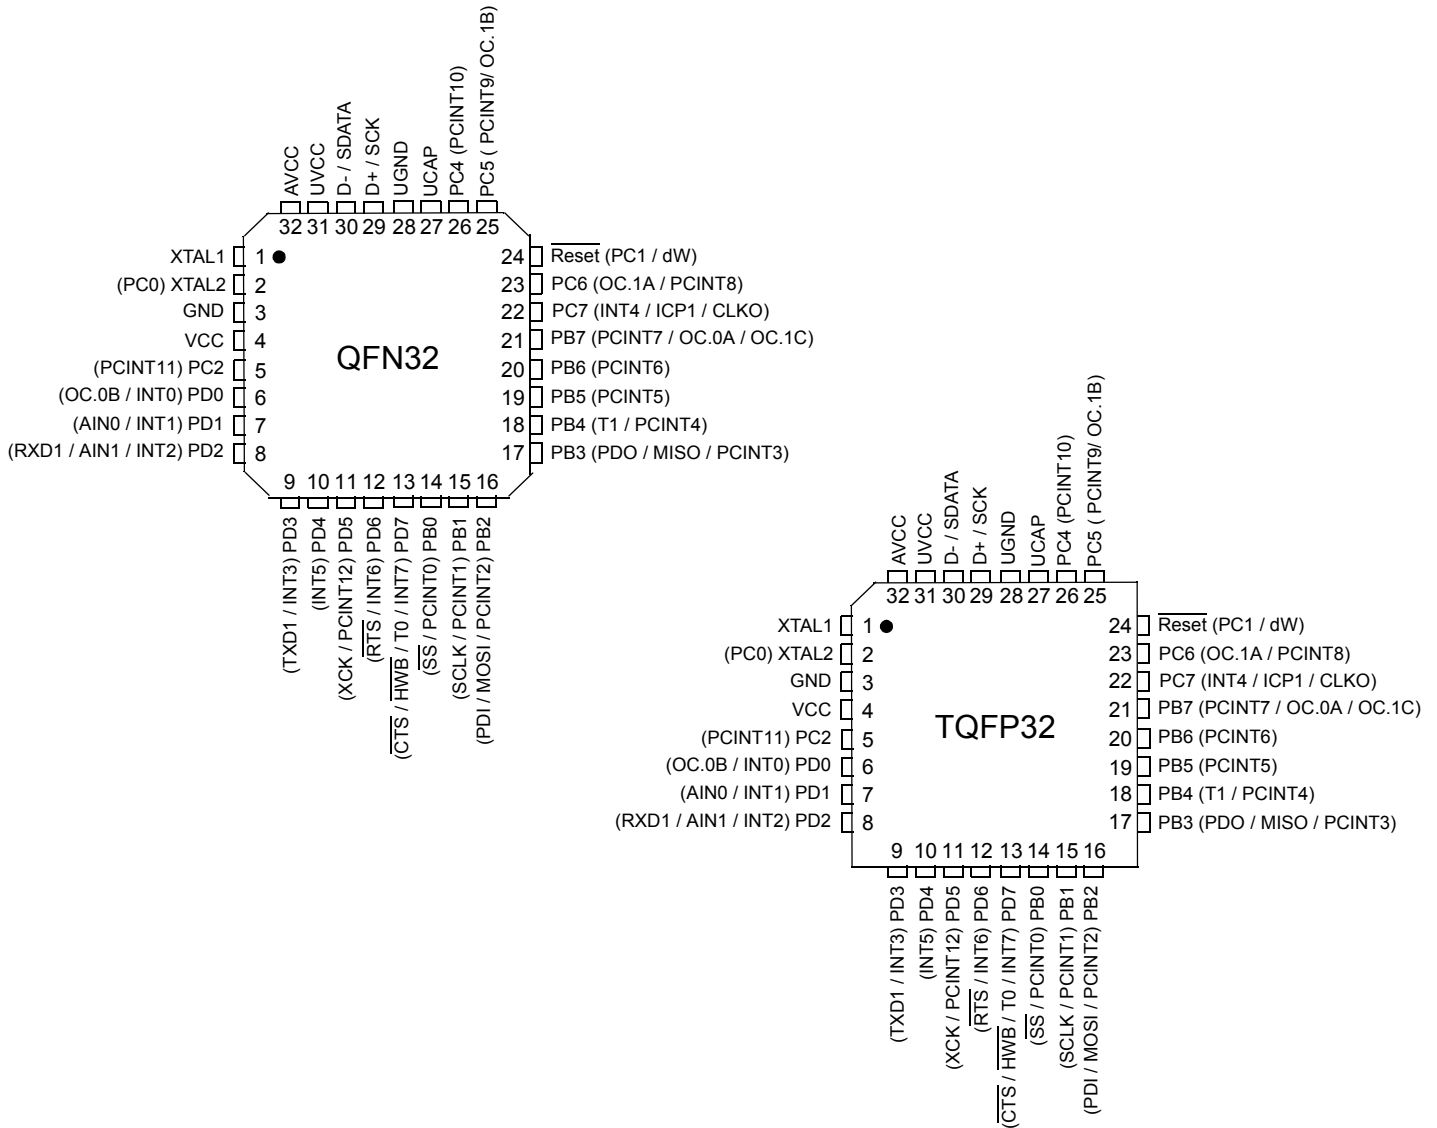 AVCC
UVCC
D- / SDATA
D+ / SCK
UGND
UCAP
PC4 (PCINT10)
PC5 ( PCINT9/ OC.1B)
32 31 30 29 28 27 26 25
XTAL1 1
(PC0) XTAL2 2
GND 3
VCC 4
(PCINT11) PC2 5
(OC.0B / INT0) PD0 6
(AIN0 / INT1) PD1 7
(RXD1 / AIN1 / INT2) PD2 8
QFN32
24 Reset (PC1 / dW)
23 PC6 (OC.1A / PCINT8)
22 PC7 (INT4 / ICP1 / CLKO)
21 PB7 (PCINT7 / OC.0A / OC.1C)
20 PB6 (PCINT6)
19 PB5 (PCINT5)
18 PB4 (T1 / PCINT4)
17 PB3 (PDO / MISO / PCINT3)
9 10 11 12 13 14 15 16
(TXD1 / INT3) PD3
(INT5) PD4
(XCK / PCINT12) PD5
(RTS / INT6) PD6
(CTS / HWB / T0 / INT7) PD7
(SS / PCINT0) PB0
(SCLK / PCINT1) PB1
(PDI / MOSI / PCINT2) PB2
AVCC
UVCC
D- / SDATA
D+ / SCK
UGND
UCAP
PC4 (PCINT10)
PC5 ( PCINT9/ OC.1B)
32 31 30 29 28 27 26 25
XTAL1 1
(PC0) XTAL2 2
GND 3
VCC 4
(PCINT11) PC2 5
(OC.0B / INT0) PD0 6
(AIN0 / INT1) PD1 7
(RXD1 / AIN1 / INT2) PD2 8
TQFP32
24 Reset (PC1 / dW)
23 PC6 (OC.1A / PCINT8)
22 PC7 (INT4 / ICP1 / CLKO)
21 PB7 (PCINT7 / OC.0A / OC.1C)
20 PB6 (PCINT6)
19 PB5 (PCINT5)
18 PB4 (T1 / PCINT4)
17 PB3 (PDO / MISO / PCINT3)
9 10 11 12 13 14 15 16
(TXD1 / INT3) PD3
(INT5) PD4
(XCK / PCINT12) PD5
(RTS / INT6) PD6
(CTS / HWB / T0 / INT7) PD7
(SS / PCINT0) PB0
(SCLK / PCINT1) PB1
(PDI / MOSI / PCINT2) PB2